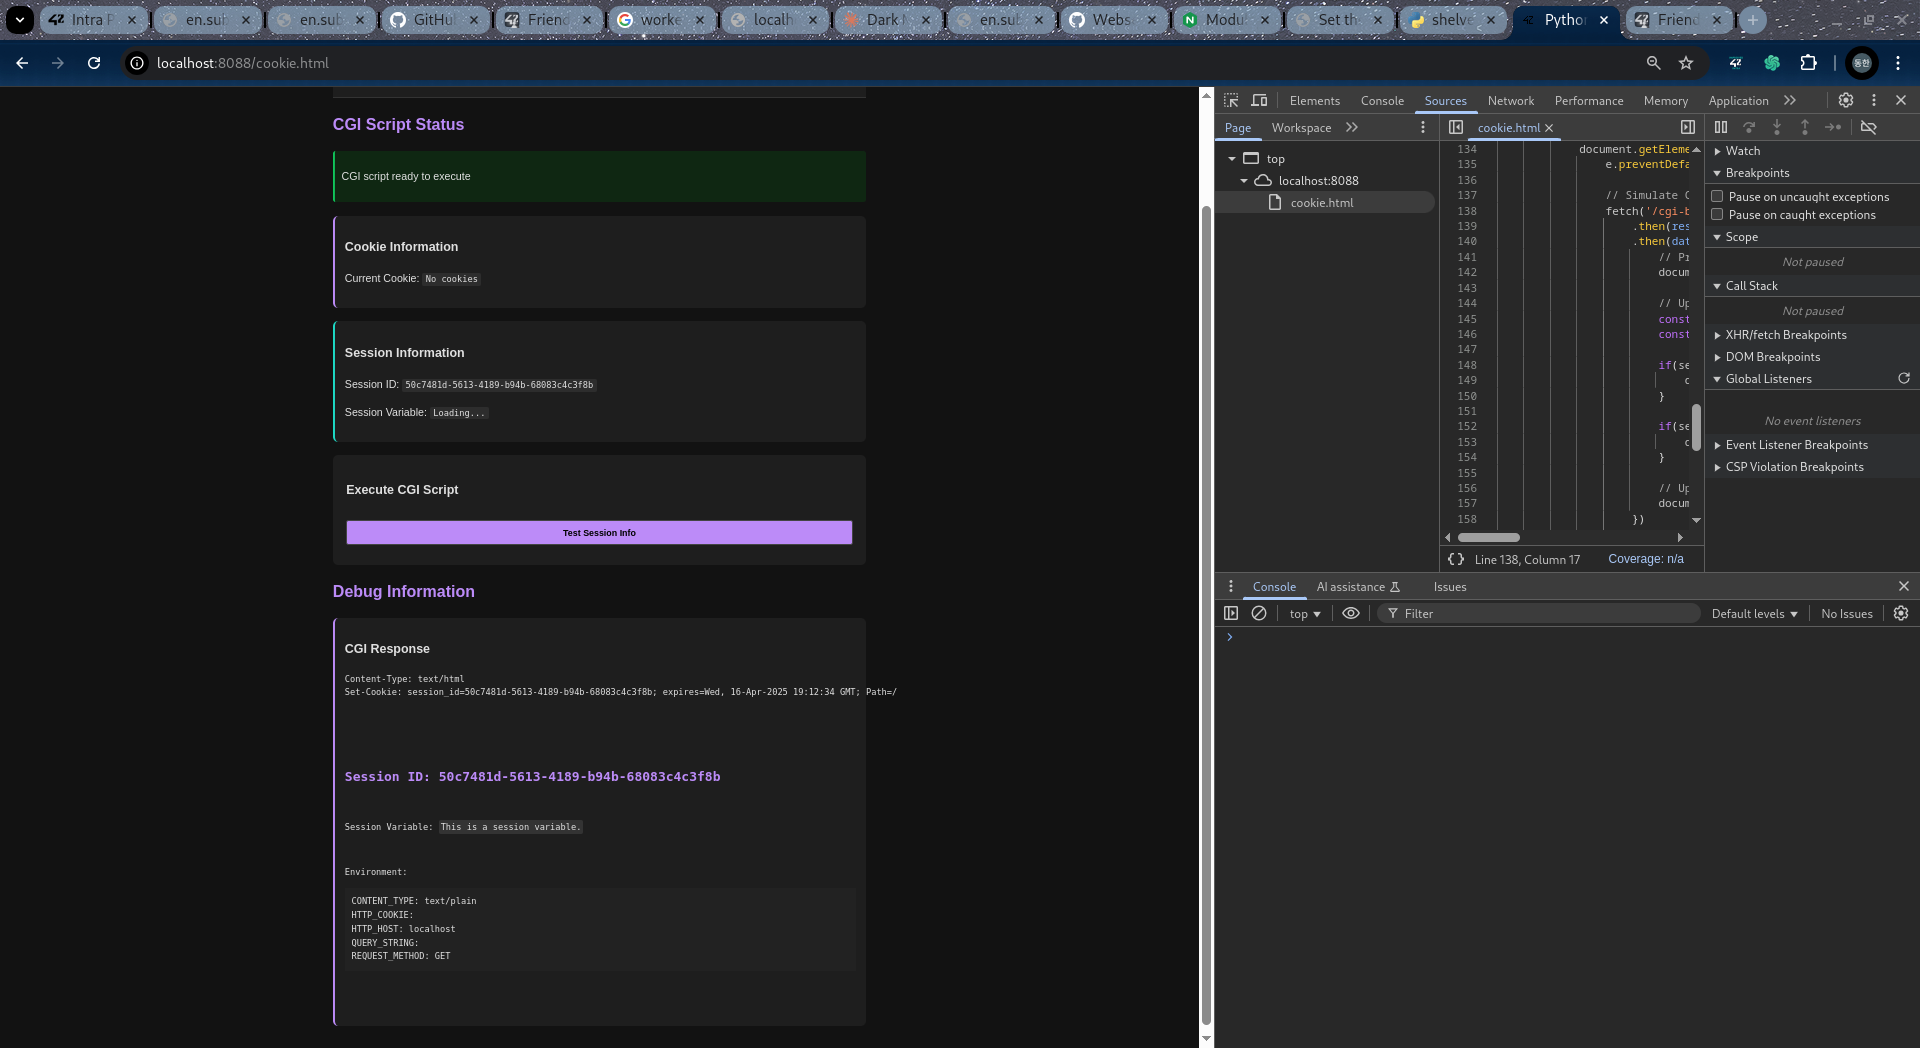 Intra P
en.sub
en.sub
GitHub
Friend
worke
localh
Dark
en.sub
Webs
Modu
Set th
shelve
Pytho
Friend
localhost:8088/cookie.html
동한
CGI Script Status
CGI script ready to execute
Cookie Information
Current Cookie: No cookies
Session Information
Session ID: 50c7481d-5613-4189-b94b-68083c4c3f8b
Session Variable: Loading...
Execute CGI Script
Test Session Info
Debug Information
CGI Response
Content-Type: text/html
Set-Cookie: session_id=50c7481d-5613-4189-b94b-68083c4c3f8b; expires=Wed, 16-Apr-2025 19:12:34 GMT; Path=/
Session ID: 50c7481d-5613-4189-b94b-68083c4c3f8b
Session Variable: This is a session variable.
Environment:
CONTENT_TYPE: text/plain
HTTP_COOKIE:
HTTP_HOST: localhost
QUERY_STRING:
REQUEST_METHOD: GET
Elements Console Sources Network Performance Memory Application
Page Workspace
top
localhost:8088
cookie.html
cookie.html
134 document.getEleme
135 e.preventDefa
136
137 // Simulate C
138 fetch('/cgi-b
139 .then(res
140 .then(dat
141 // Pr
142 docum
143
144 // Up
145 const
146 const
147
148 if(se
149 d
150 }
151
152 if(se
153 d
154 }
155
156 // Up
157 docum
158 })
{} Line 138, Column 17 Coverage: n/a
Watch
Breakpoints
Pause on uncaught exceptions
Pause on caught exceptions
Scope
Not paused
Call Stack
Not paused
XHR/fetch Breakpoints
DOM Breakpoints
Global Listeners
No event listeners
Event Listener Breakpoints
CSP Violation Breakpoints
Console AI assistance Issues
top Filter Default levels No Issues